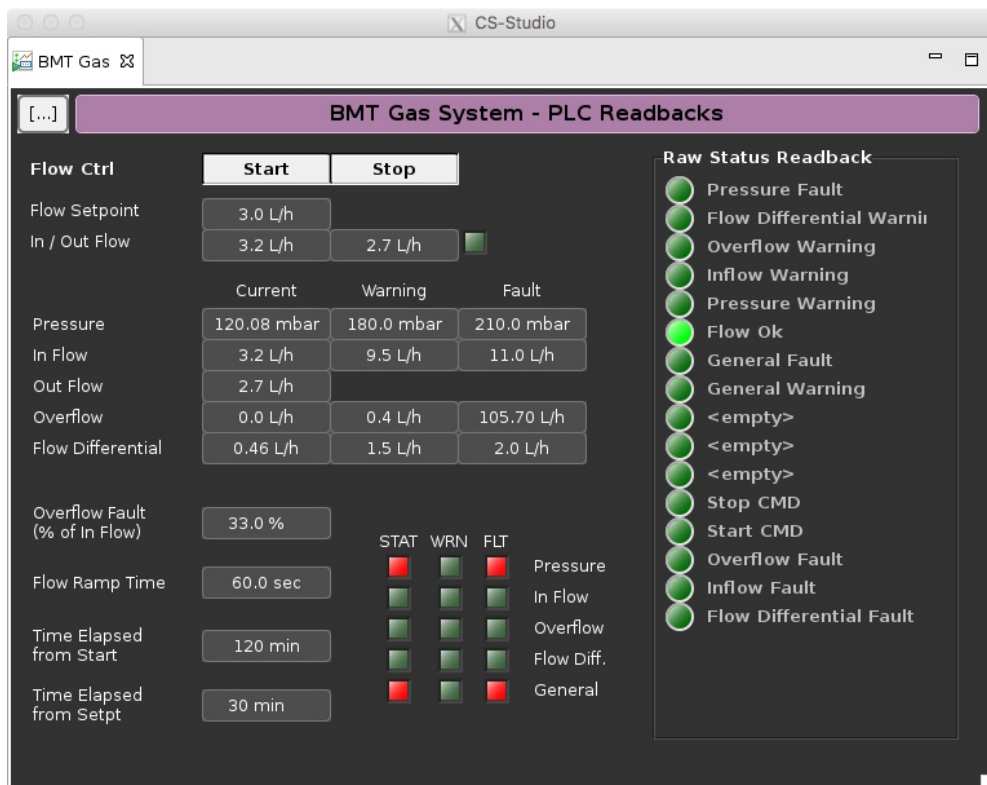 CS-Studio
BMT Gas
[...] BMT Gas System - PLC Readbacks
Flow Ctrl Start Stop
Flow Setpoint 3.0 L/h
In / Out Flow 3.2 L/h 2.7 L/h
Current Warning Fault
Pressure 120.08 mbar 180.0 mbar 210.0 mbar
In Flow 3.2 L/h 9.5 L/h 11.0 L/h
Out Flow 2.7 L/h
Overflow 0.0 L/h 0.4 L/h 105.70 L/h
Flow Differential 0.46 L/h 1.5 L/h 2.0 L/h
Overflow Fault
(% of In Flow) 33.0 %
Flow Ramp Time 60.0 sec
Time Elapsed
from Start 120 min
Time Elapsed
from Setpt 30 min
STAT WRN FLT
Pressure
In Flow
Overflow
Flow Diff.
General
Raw Status Readback
Pressure Fault
Flow Differential Warnin
Overflow Warning
Inflow Warning
Pressure Warning
Flow Ok
General Fault
General Warning
<empty>
<empty>
<empty>
Stop CMD
Start CMD
Overflow Fault
Inflow Fault
Flow Differential Fault